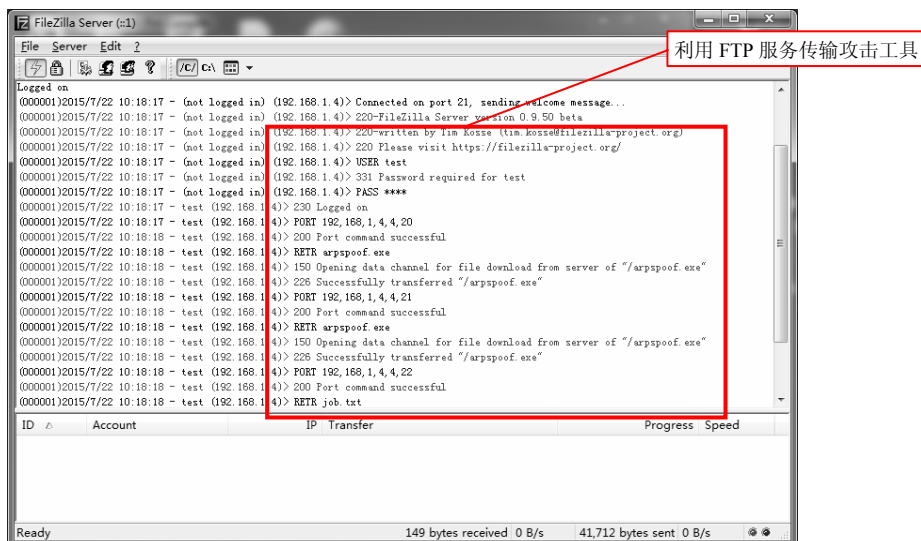 FileZilla Server (::1)
File Server Edit ?
利用 FTP 服务传输攻击工具
/C/ C:\
Logged on
(000001)2015/7/22 10:18:17 - (not logged in) (192.168.1.4)> Connected on port 21, sending welcome message...
(000001)2015/7/22 10:18:17 - (not logged in) (192.168.1.4)> 220-FileZilla Server version 0.9.50 beta
(000001)2015/7/22 10:18:17 - (not logged in) (192.168.1.4)> 220-written by Tim Kosse (tim.kosse@filezilla-project.org)
(000001)2015/7/22 10:18:17 - (not logged in) (192.168.1.4)> 220 Please visit https://filezilla-project.org/
(000001)2015/7/22 10:18:17 - (not logged in) (192.168.1.4)> USER test
(000001)2015/7/22 10:18:17 - (not logged in) (192.168.1.4)> 331 Password required for test
(000001)2015/7/22 10:18:17 - (not logged in) (192.168.1.4)> PASS ****
(000001)2015/7/22 10:18:17 - test (192.168.1.4)> 230 Logged on
(000001)2015/7/22 10:18:17 - test (192.168.1.4)> PORT 192,168,1,4,4,20
(000001)2015/7/22 10:18:18 - test (192.168.1.4)> 200 Port command successful
(000001)2015/7/22 10:18:18 - test (192.168.1.4)> RETR arpspoof.exe
(000001)2015/7/22 10:18:18 - test (192.168.1.4)> 150 Opening data channel for file download from server of "/arpspoof.exe"
(000001)2015/7/22 10:18:18 - test (192.168.1.4)> 226 Successfully transferred "/arpspoof.exe"
(000001)2015/7/22 10:18:18 - test (192.168.1.4)> PORT 192,168,1,4,4,21
(000001)2015/7/22 10:18:18 - test (192.168.1.4)> 200 Port command successful
(000001)2015/7/22 10:18:18 - test (192.168.1.4)> RETR arpspoof.exe
(000001)2015/7/22 10:18:18 - test (192.168.1.4)> 150 Opening data channel for file download from server of "/arpspoof.exe"
(000001)2015/7/22 10:18:18 - test (192.168.1.4)> 226 Successfully transferred "/arpspoof.exe"
(000001)2015/7/22 10:18:18 - test (192.168.1.4)> PORT 192,168,1,4,4,22
(000001)2015/7/22 10:18:18 - test (192.168.1.4)> 200 Port command successful
(000001)2015/7/22 10:18:18 - test (192.168.1.4)> RETR job.txt
ID Account IP Transfer Progress Speed
Ready 149 bytes received 0 B/s 41,712 bytes sent 0 B/s